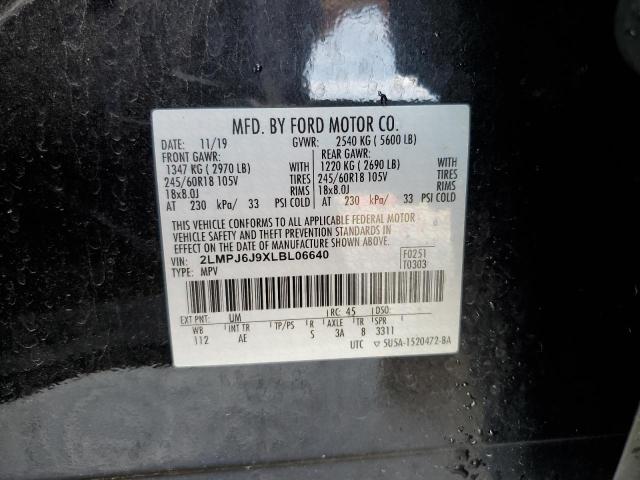 MFD. BY FORD MOTOR CO.
DATE: 11/19 GVWR: 2540 KG ( 5600 LB)
FRONT GAWR: REAR GAWR:
1347 KG ( 2970 LB) WITH 1220 KG ( 2690 LB) WITH
245/60R18 105V TIRES 245/60R18 105V TIRES
18x8.0J RIMS 18x8.0J RIMS
AT 230 kPa/ 33 PSI COLD AT 230 kPa/ 33 PSI COLD
THIS VEHICLE CONFORMS TO ALL APPLICABLE FEDERAL MOTOR
VEHICLE SAFETY AND THEFT PREVENTION STANDARDS IN
EFFECT ON THE DATE OF MANUFACTURE SHOWN ABOVE.
VIN: 2LMPJ6J9XLBL06640 F0251
TYPE: MPV T0303
EXT PNT: UM RC: 45 DSO:
WB INT TR TP/PS R AXLE TR SPR
112 AE S 3A 8 3311
UTC 5U5A-1520472-BA